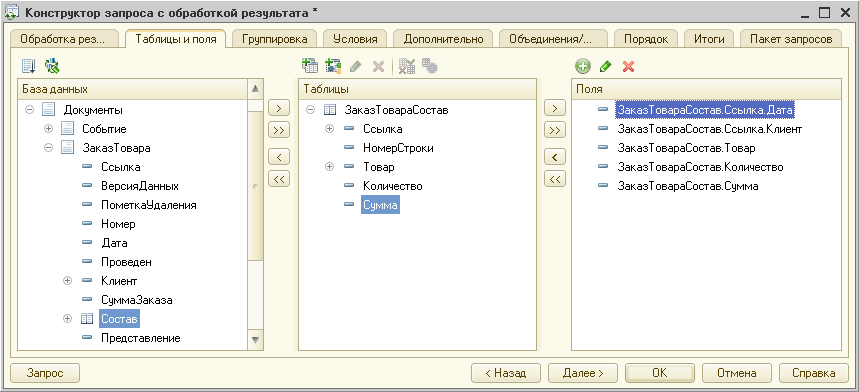 Конструктор запроса с обработкой результата *
Обработка рез...
Таблицы и поля
Группировка
Условия
Дополнительно
Объединения/...
Порядок
Итоги
Пакет запросов
База данных
Документы
Событие
ЗаказТовара
Ссылка
ВерсияДанных
ПометкаУдаления
Номер
Дата
Проведен
Клиент
СуммаЗаказа
Состав
Представление
>
>>
<
<<
Таблицы
ЗаказТовараСостав
Ссылка
НомерСтроки
Товар
Количество
Сумма
>
>>
<
<<
Поля
ЗаказТовараСостав.Ссылка.Дата
ЗаказТовараСостав.Ссылка.Клиент
ЗаказТовараСостав.Товар
ЗаказТовараСостав.Количество
ЗаказТовараСостав.Сумма
Запрос
< Назад
Далее >
OK
Отмена
Справка